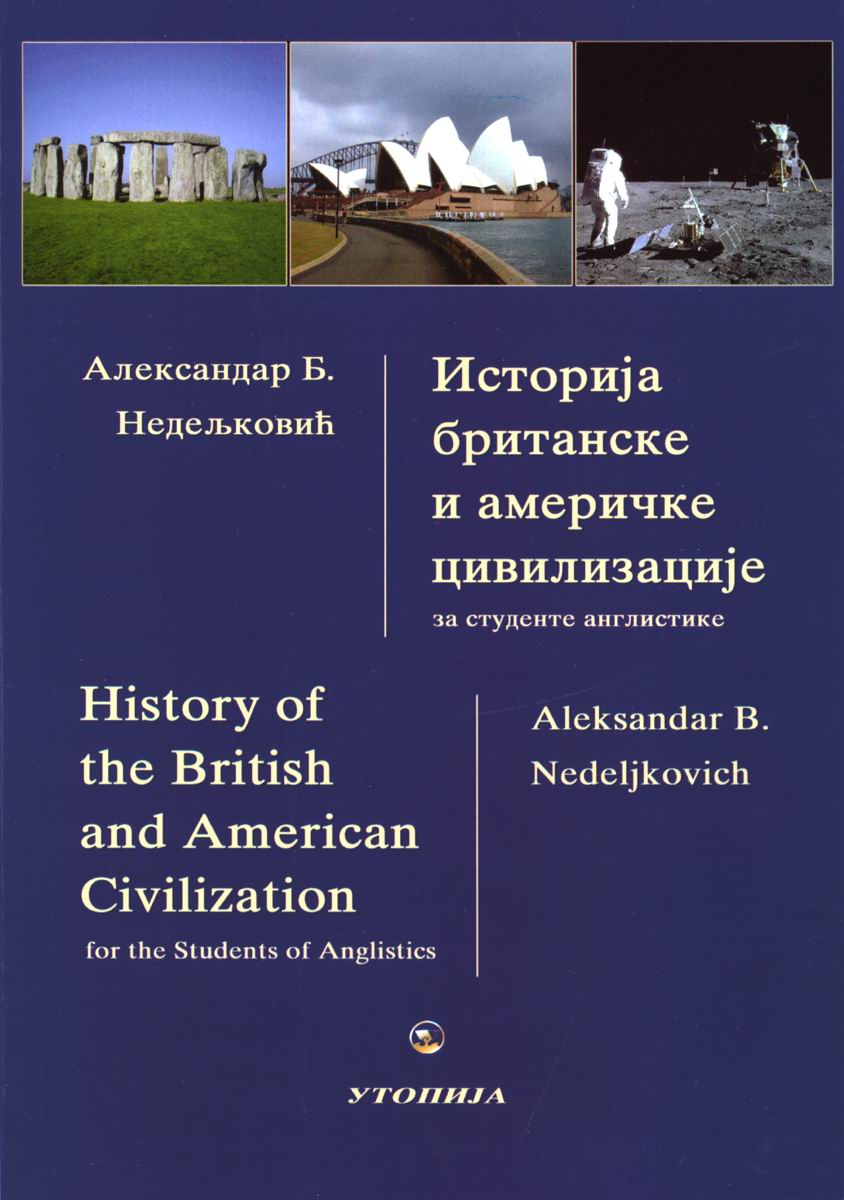 Александар Б.
Недељковић
Историја
британске
и америчке
цивилизације
за студенте англистике
History of
the British
and American
Civilization
for the Students of Anglistics
Aleksandar B.
Nedeljkovich
УТОПИЈА